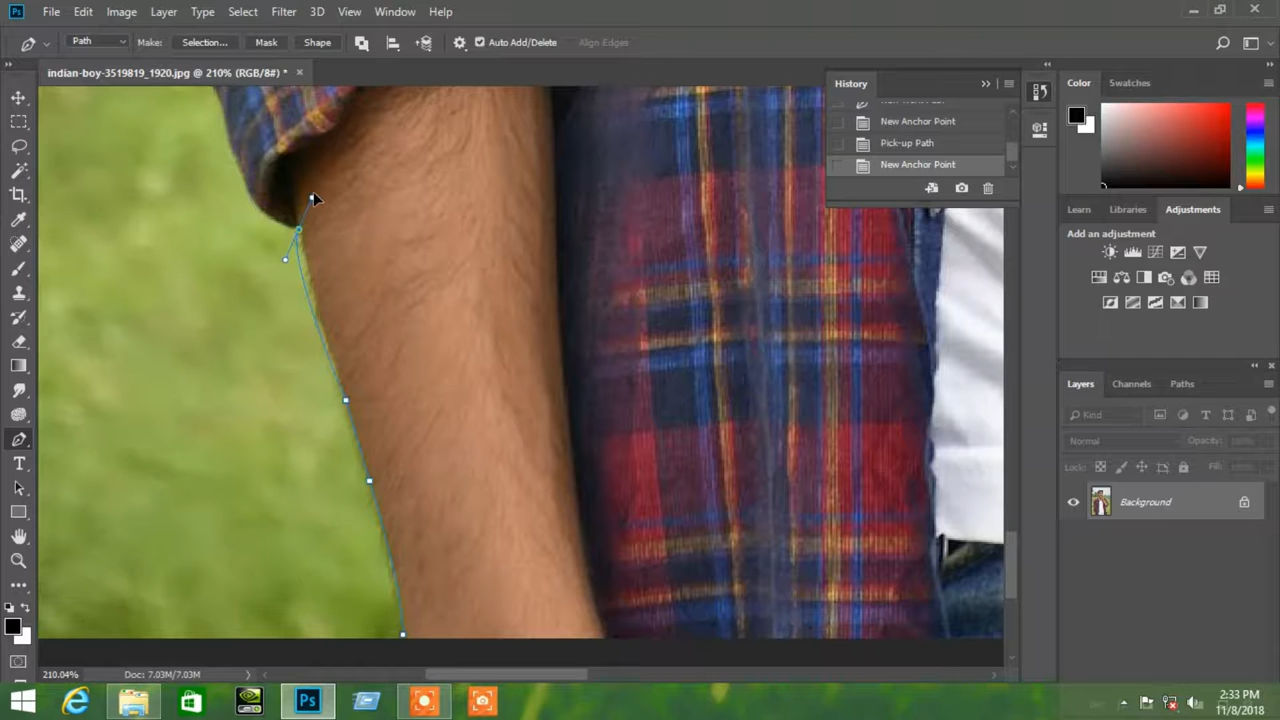 Ps File Edit Image Layer Type Select Filter 3D View Window Help
Path Make: Selection... Mask Shape Auto Add/Delete Align Edges
indian-boy-3519819_1920.jpg @ 210% (RGB/8#) *
History
New Anchor Point
Pick-up Path
New Anchor Point
Color Swatches
Learn Libraries Adjustments
Add an adjustment
Layers Channels Paths
Kind
Normal Opacity: 100%
Lock: Fill:
Background
210.04% Doc: 7.03M/7.03M
Ps
2:33 PM
11/8/2018